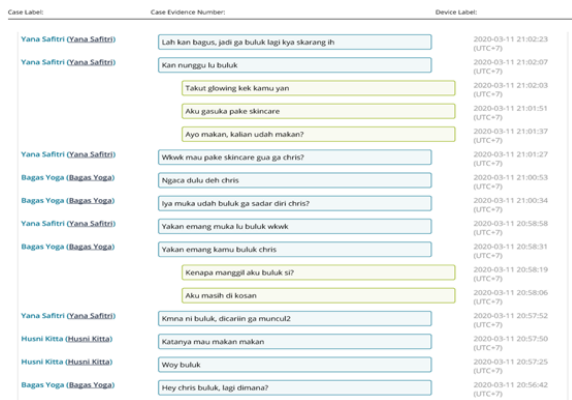 Case Label: Case Evidence Number: Device Label:
Yana Safitri (Yana Safitri) Lah kan bagus, jadi ga buluk lagi kya skarang ih 2020-03-11 21:02:23
(UTC+7)
Yana Safitri (Yana Safitri) Kan nunggu lu buluk 2020-03-11 21:02:07
(UTC+7)
Takut glowing kek kamu yan 2020-03-11 21:02:03
(UTC+7)
Aku gasuka pake skincare 2020-03-11 21:01:51
(UTC+7)
Ayo makan, kalian udah makan? 2020-03-11 21:01:37
(UTC+7)
Yana Safitri (Yana Safitri) Wkwk mau pake skincare gua ga chris? 2020-03-11 21:01:27
(UTC+7)
Bagas Yoga (Bagas Yoga) Ngaca dulu deh chris 2020-03-11 21:00:53
(UTC+7)
Bagas Yoga (Bagas Yoga) Iya muka udah buluk ga sadar diri chris? 2020-03-11 21:00:34
(UTC+7)
Yana Safitri (Yana Safitri) Yakan emang muka lu buluk wkwk 2020-03-11 20:58:58
(UTC+7)
Bagas Yoga (Bagas Yoga) Yakan emang kamu buluk chris 2020-03-11 20:58:31
(UTC+7)
Kenapa manggil aku buluk si? 2020-03-11 20:58:19
(UTC+7)
Aku masih di kosan 2020-03-11 20:58:06
(UTC+7)
Yana Safitri (Yana Safitri) Kmna ni buluk, dicariin ga muncul2 2020-03-11 20:57:52
(UTC+7)
Husni Kitta (Husni Kitta) Katanya mau makan makan 2020-03-11 20:57:50
(UTC+7)
Husni Kitta (Husni Kitta) Woy buluk 2020-03-11 20:57:25
(UTC+7)
Bagas Yoga (Bagas Yoga) Hey chris buluk, lagi dimana? 2020-03-11 20:56:42
(UTC+7)